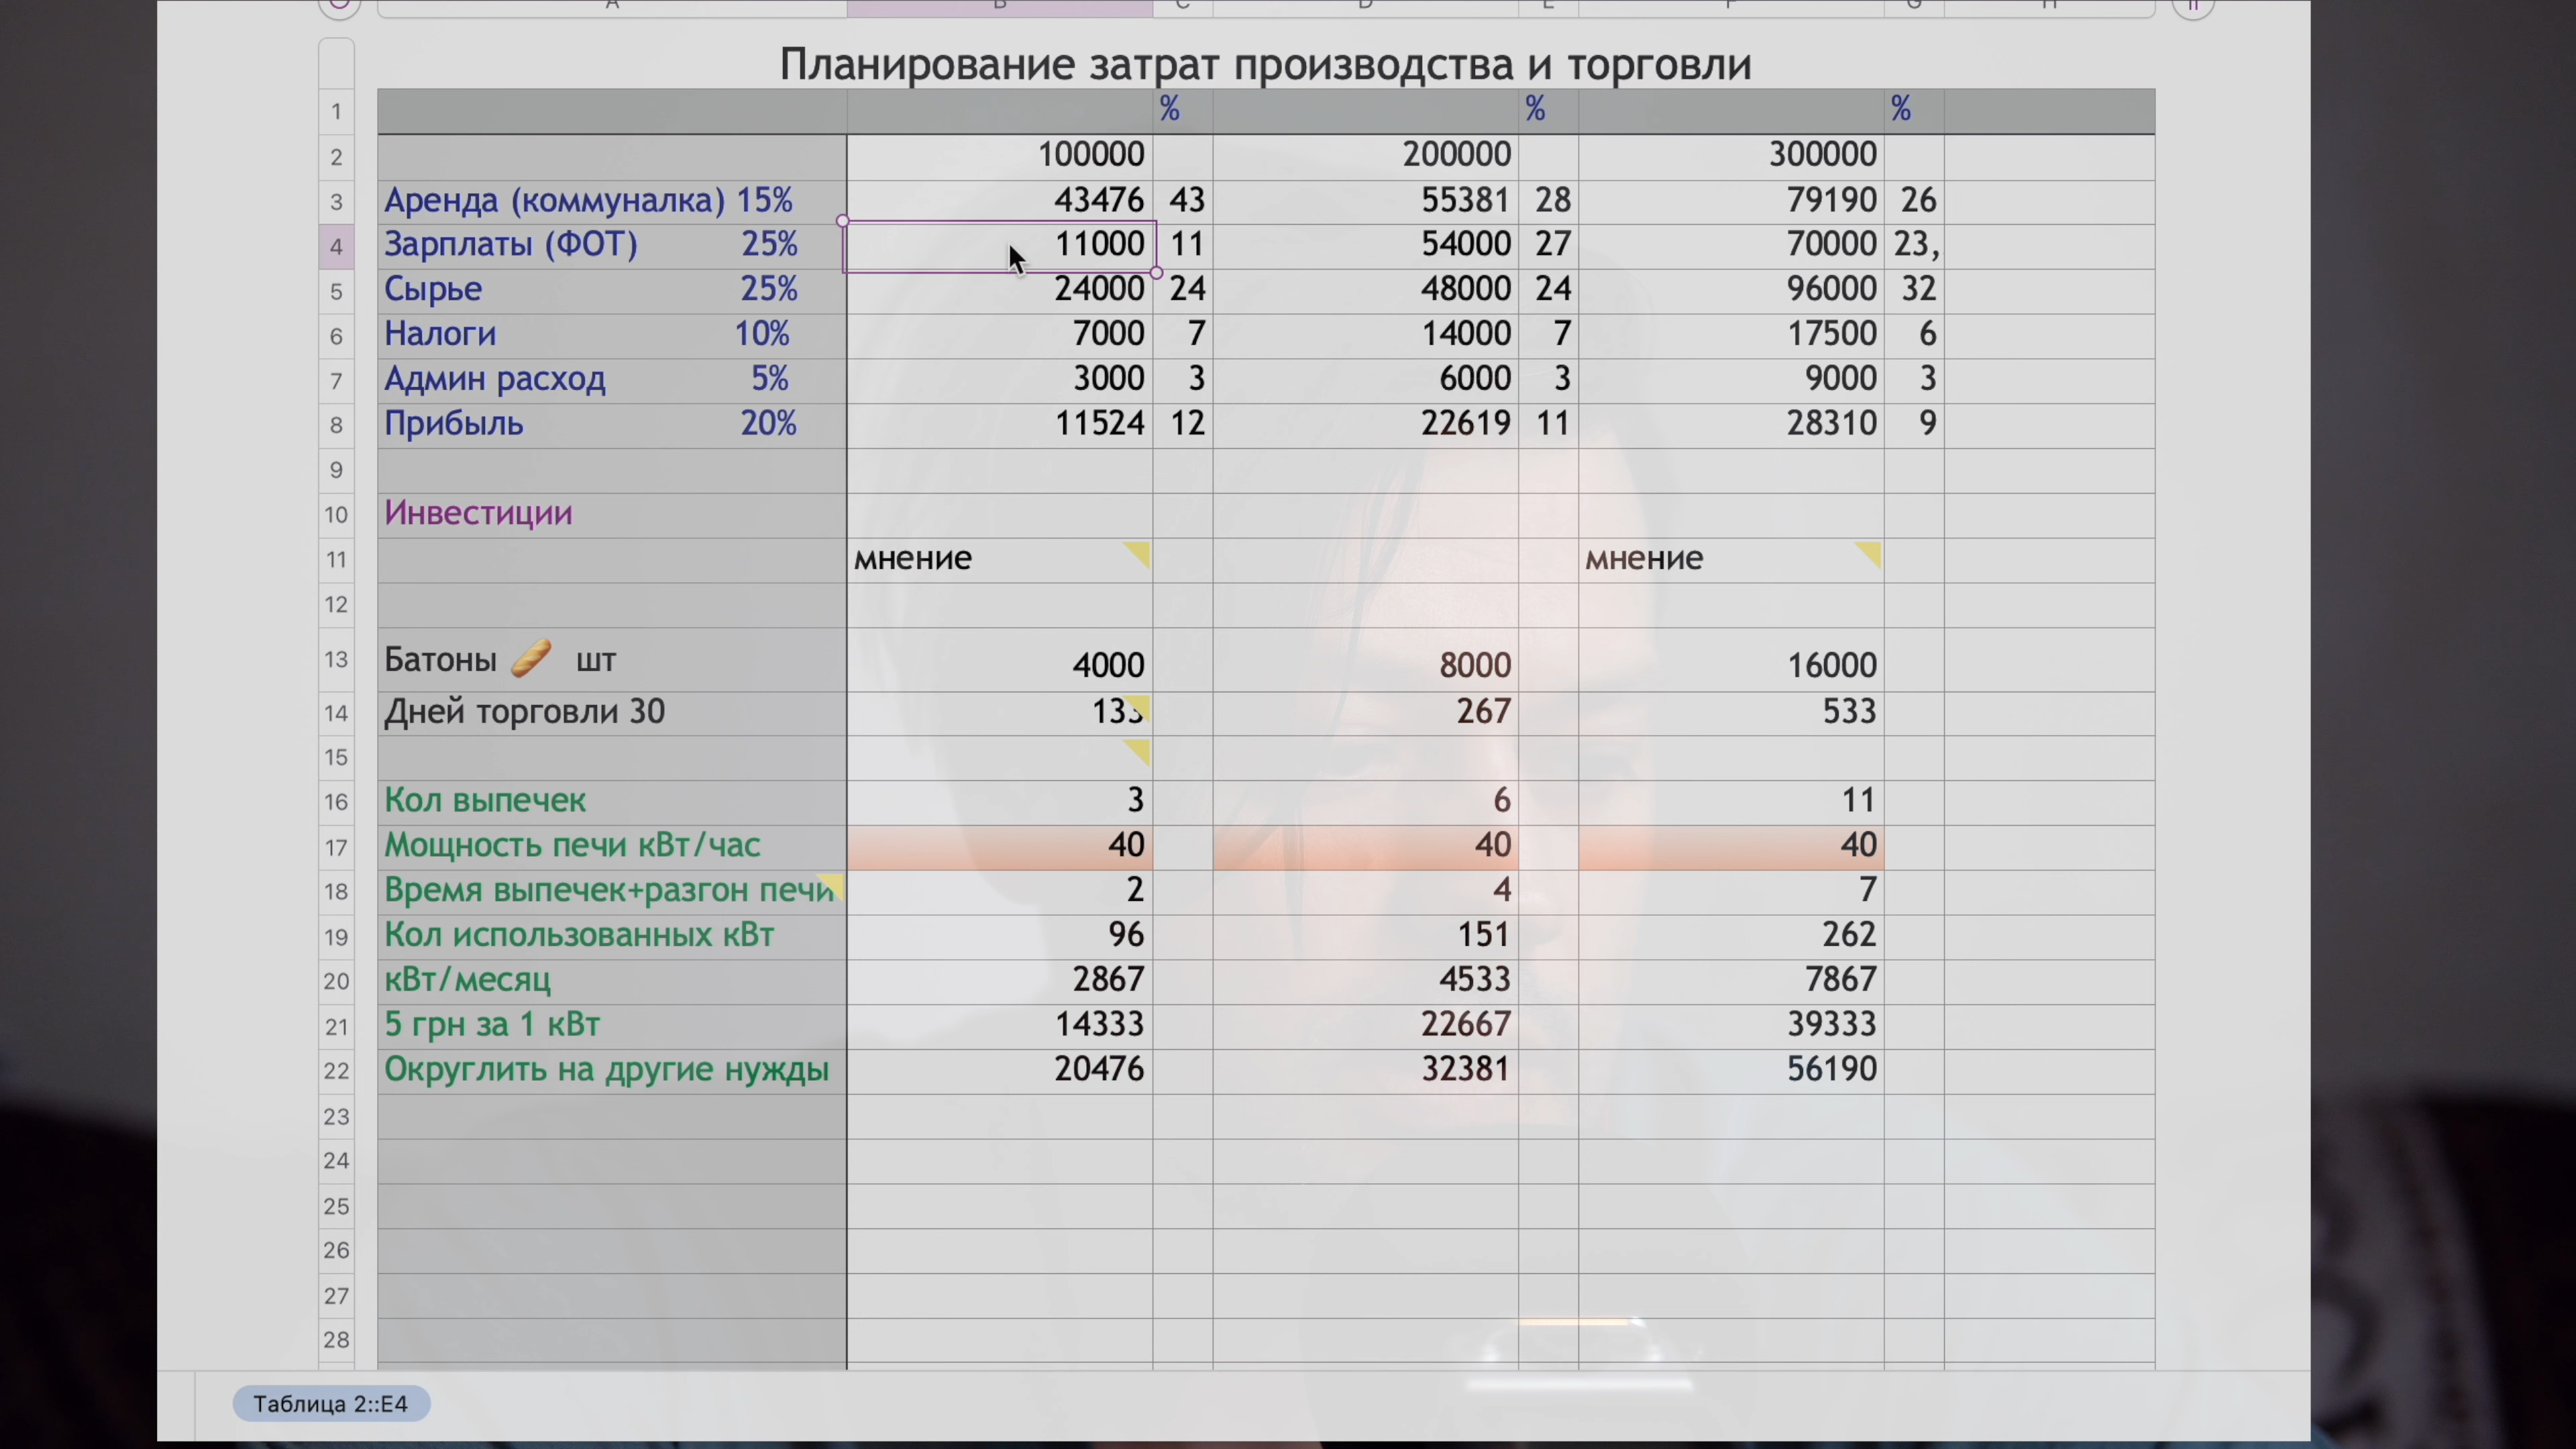 A B C D E F G H
Планирование затрат производства и торговли
1 % % %
2 100000 200000 300000
3 Аренда (коммуналка) 15% 43476 43 55381 28 79190 26
4 Зарплаты (ФОТ) 25% 11000 11 54000 27 70000 23,
5 Сырье 25% 24000 24 48000 24 96000 32
6 Налоги 10% 7000 7 14000 7 17500 6
7 Админ расход 5% 3000 3 6000 3 9000 3
8 Прибыль 20% 11524 12 22619 11 28310 9
9
10 Инвестиции
11 мнение мнение
12
13 Батоны 🥖 шт 4000 8000 16000
14 Дней торговли 30 133 267 533
15
16 Кол выпечек 3 6 11
17 Мощность печи кВт/час 40 40 40
18 Время выпечек+разгон печи 2 4 7
19 Кол использованных кВт 96 151 262
20 кВт/месяц 2867 4533 7867
21 5 грн за 1 кВт 14333 22667 39333
22 Округлить на другие нужды 20476 32381 56190
23
24
25
26
27
28
Таблица 2::E4